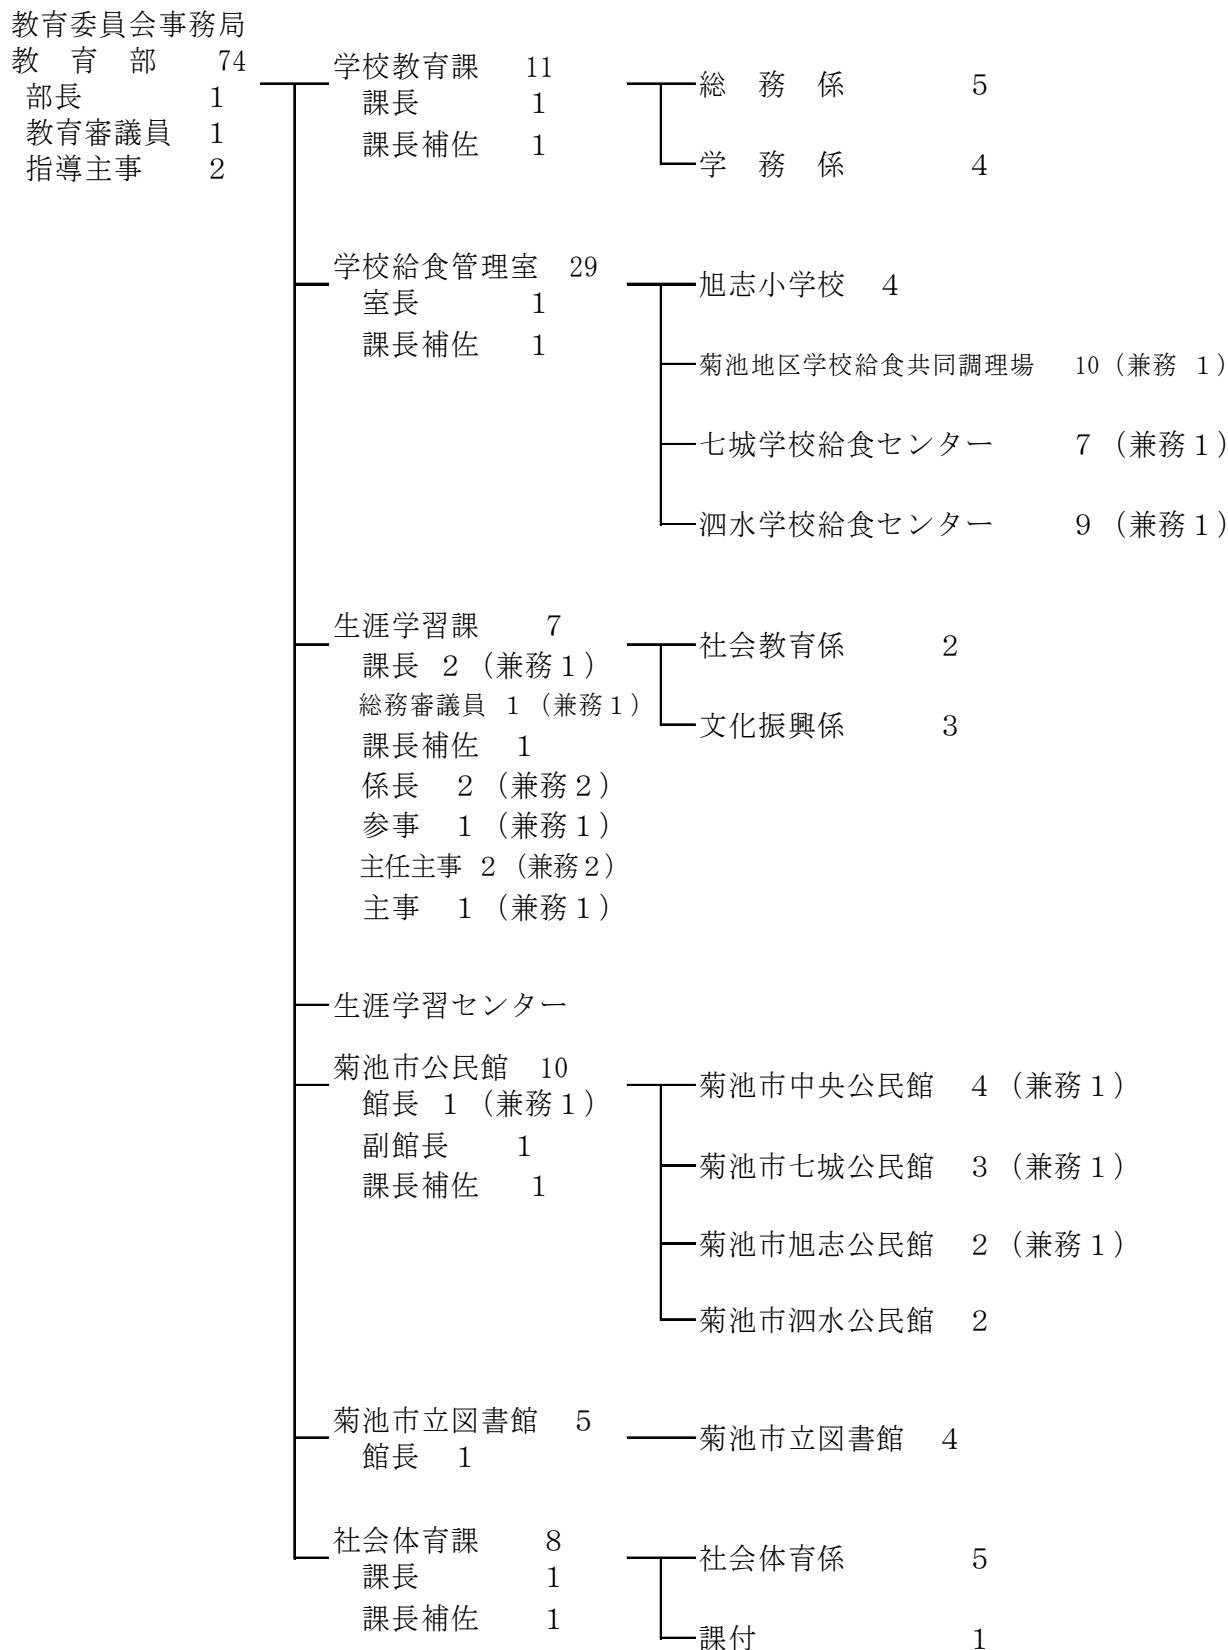 教育委員会事務局
教　育　部　　74
部長　　　　　1
教育審議員　1
指導主事　　2
学校教育課　11
課長　　　　1
課長補佐　　1
総　務　係　　　　5
学　務　係　　　　4
学校給食管理室　29
室長　　　　1
課長補佐　　1
旭志小学校　4
菊池地区学校給食共同調理場　10（兼務 1）
七城学校給食センター　　7（兼務１）
泗水学校給食センター　　9（兼務１）
生涯学習課　　7
課長　2（兼務１）
総務審議員　1（兼務１）
課長補佐　1
係長　2（兼務２）
参事　1（兼務１）
主任主事　2（兼務２）
主事　1（兼務１）
社会教育係　　　2
文化振興係　　　3
生涯学習センター
菊池市公民館　10
館長　1（兼務１）
副館長　　1
課長補佐　　1
菊池市中央公民館　4（兼務１）
菊池市七城公民館　3（兼務１）
菊池市旭志公民館　2（兼務１）
菊池市泗水公民館　2
菊池市立図書館　5
館長　1
菊池市立図書館　4
社会体育課　　8
課長　　　　1
課長補佐　　1
社会体育係　　　　5
課付　　　　　　　1